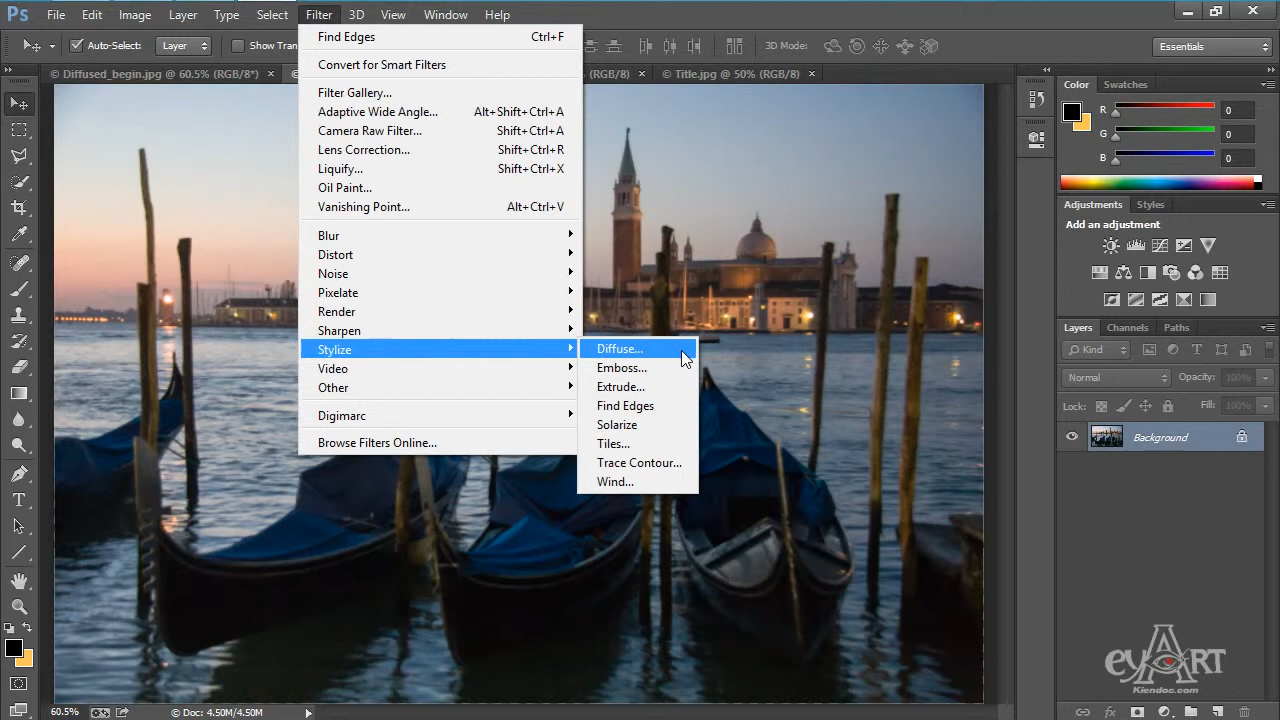 Ps File Edit Image Layer Type Select Filter 3D View Window Help
Auto-Select: Layer Show Tran 3D Mode: Essentials
© Diffused_begin.jpg @ 60.5% (RGB/8*) × (RGB/8) × © Title.jpg @ 50% (RGB/8) ×
Find Edges Ctrl+F
Convert for Smart Filters
Filter Gallery...
Adaptive Wide Angle... Alt+Shift+Ctrl+A
Camera Raw Filter... Shift+Ctrl+A
Lens Correction... Shift+Ctrl+R
Liquify... Shift+Ctrl+X
Oil Paint...
Vanishing Point... Alt+Ctrl+V
Blur
Distort
Noise
Pixelate
Render
Sharpen
Stylize
Video
Other
Digimarc
Browse Filters Online...
Diffuse...
Emboss...
Extrude...
Find Edges
Solarize
Tiles...
Trace Contour...
Wind...
Color Swatches
R 0
G 0
B 0
Adjustments Styles
Add an adjustment
Layers Channels Paths
Kind
Normal Opacity: 100%
Lock: Fill: 100%
Background
eyART
Kiendoc.com
60.5% © Doc: 4.50M/4.50M